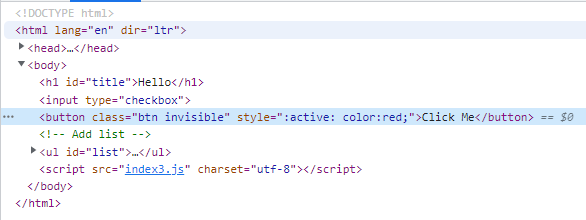 <!DOCTYPE html>
<html lang="en" dir="ltr">
<head>…</head>
<body>
<h1 id="title">Hello</h1>
<input type="checkbox">
<button class="btn invisible" style=":active: color:red;">Click Me</button> == $0
<!-- Add list -->
<ul id="list">…</ul>
<script src="index3.js" charset="utf-8"></script>
</body>
</html>